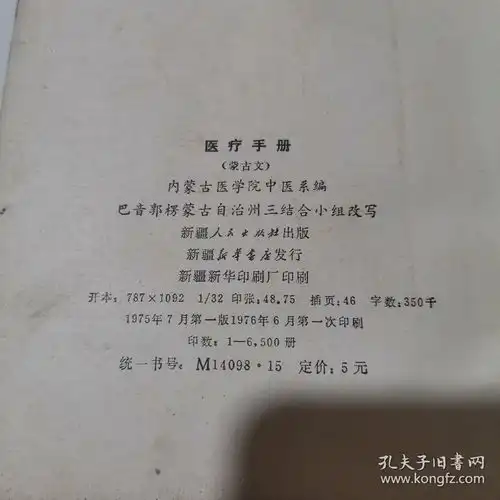 医疗手册
(蒙古文)
内蒙古医学院中医系编
巴音郭楞蒙古自治州三结合小组改写
新疆人民出版社出版
新疆新华书店发行
新疆新华印刷厂印刷
开本: 787×1092 1/32 印张:48.75 插页:46 字数:350千
1975年7月第一版1976年6月第一次印刷
印数: 1—6,500册
统一书号: M14098·15 定价: 5元
孔夫子旧书网
www.kongfz.com